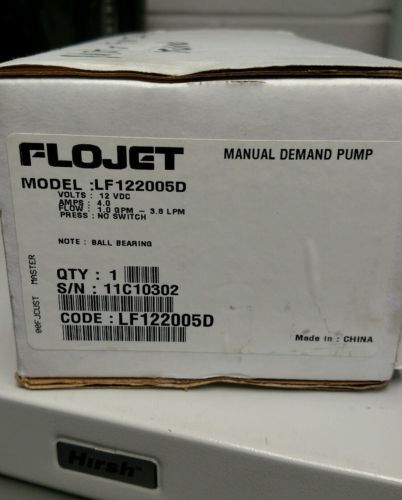 FLOJET
MANUAL DEMAND PUMP
MODEL :LF122005D
VOLTS : 12 VDC
AMPS : 4.0
FLOW : 1.0 GPM - 3.8 LPM
PRESS : NO SWITCH
NOTE : BALL BEARING
QTY : 1
S/N : 11C10302
CODE : LF122005D
Made in : CHINA
00FJCUST MASTER
Hirsh